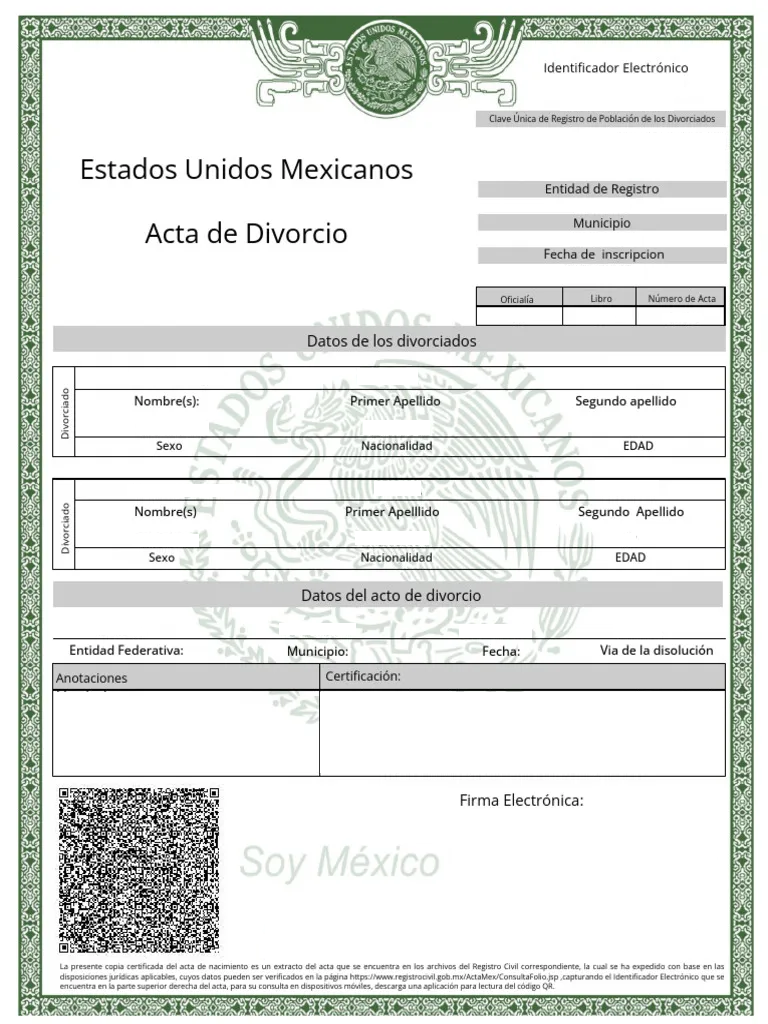 ESTADOS UNIDOS MEXICANOS
Identificador Electrónico
Clave Única de Registro de Población de los Divorciados
Estados Unidos Mexicanos
Entidad de Registro
Municipio
Acta de Divorcio
Fecha de inscripcion
Oficialía Libro Número de Acta
ESTADOS UNIDOS MEXICANOS
Datos de los divorciados
Divorciado
Nombre(s): Primer Apellido Segundo apellido
Sexo Nacionalidad EDAD
Divorciado
Nombre(s) Primer Apelllido Segundo Apellido
Sexo Nacionalidad EDAD
Datos del acto de divorcio
Entidad Federativa: Municipio: Fecha: Via de la disolución
Anotaciones Certificación:
Firma Electrónica:
Soy México
La presente copia certificada del acta de nacimiento es un extracto del acta que se encuentra en los archivos del Registro Civil correspondiente, la cual se ha expedido con base en las
disposiciones jurídicas aplicables, cuyos datos pueden ser verificados en la página https://www.registrocivil.gob.mx/ActaMex/ConsultaFolio.jsp ,capturando el Identificador Electrónico que se
encuentra en la parte superior derecha del acta, para su consulta en dispositivos móviles, descarga una aplicación para lectura del código QR.